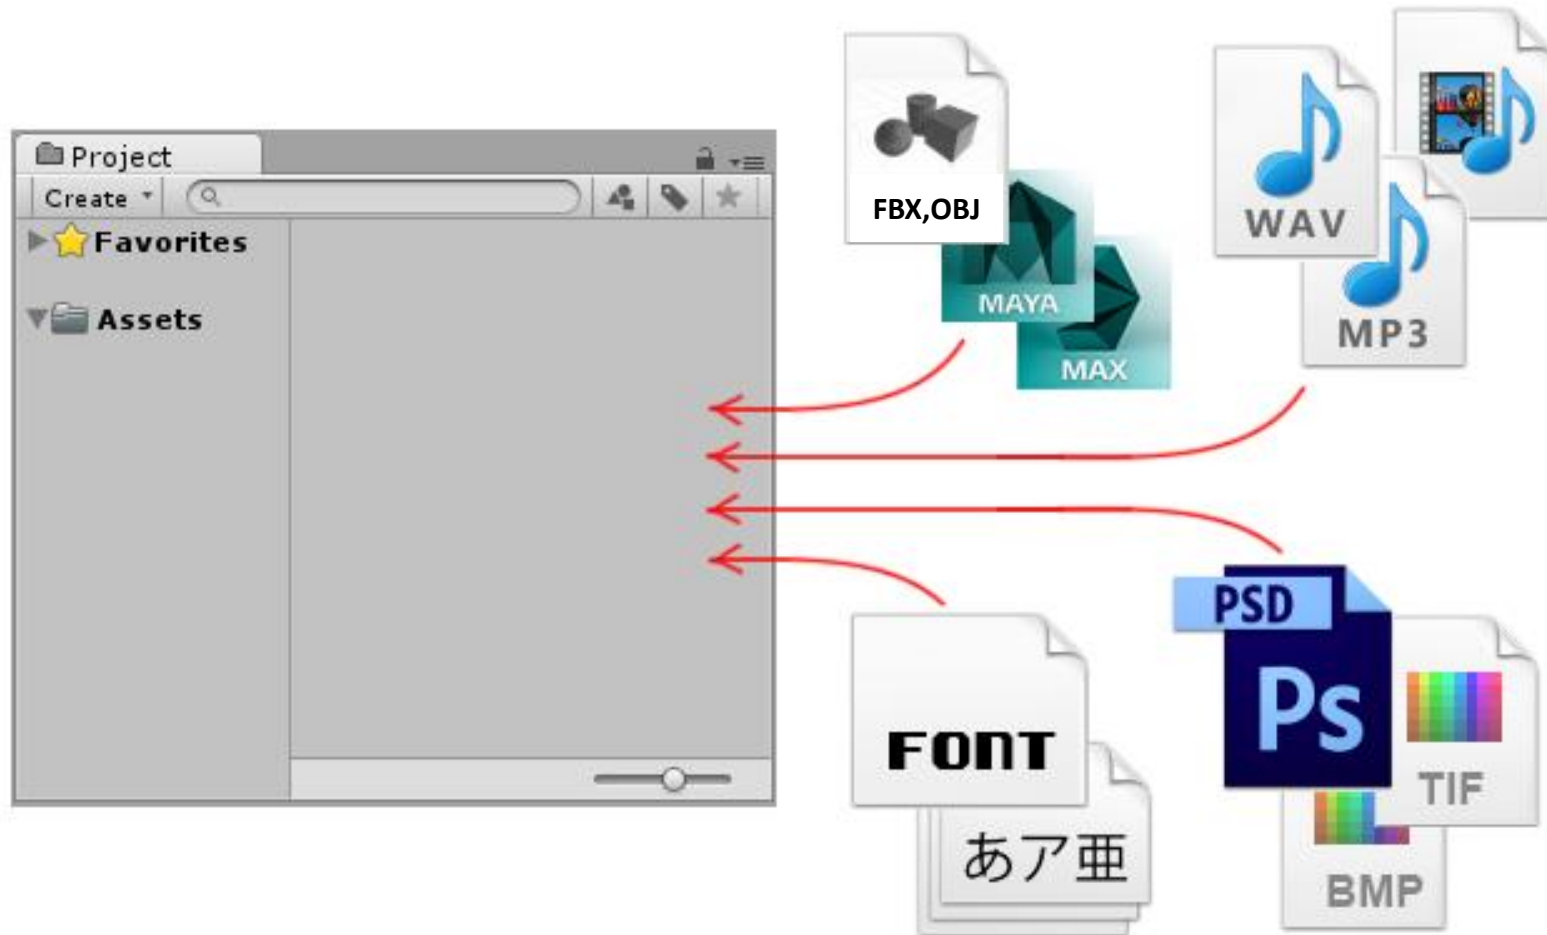 Project
Create
Favorites
Assets
FBX,OBJ
MAYA
MAX
WAV
MP3
FONT
あア亜
PSD
Ps
TIF
BMP